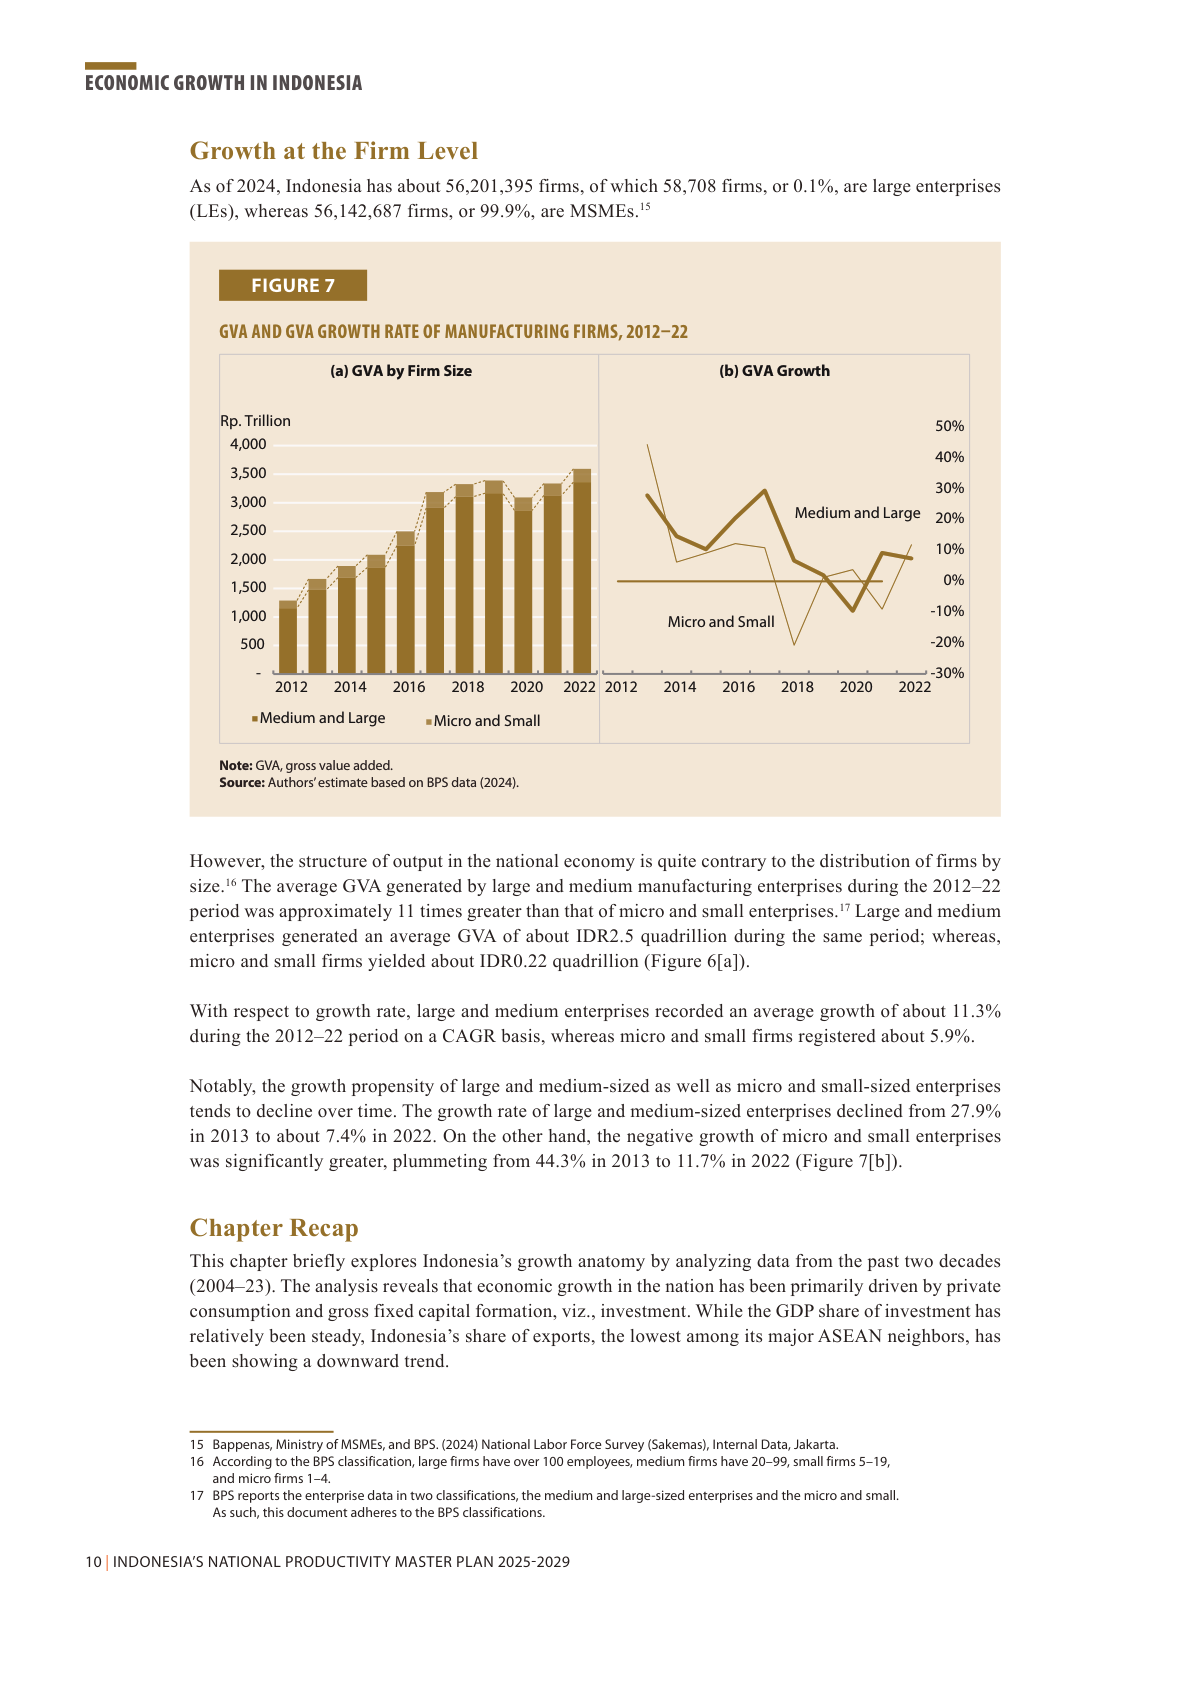 ECONOMIC GROWTH IN INDONESIA
Growth at the Firm Level
As of 2024, Indonesia has about 56,201,395 firms, of which 58,708 firms, or 0.1%, are large enterprises
(LEs), whereas 56,142,687 firms, or 99.9%, are MSMEs.15
FIGURE 7
GVA AND GVA GROWTH RATE OF MANUFACTURING FIRMS, 2012–22
(a) GVA by Firm Size
Rp. Trillion
4,000
3,500
3,000
2,500
2,000
1,500
1,000
500
-
2012 2014 2016 2018 2020 2022
Medium and Large Micro and Small
(b) GVA Growth
50%
40%
30%
Medium and Large
20%
10%
0%
-10%
Micro and Small
-20%
-30%
2012 2014 2016 2018 2020 2022
Note: GVA, gross value added.
Source: Authors’ estimate based on BPS data (2024).
However, the structure of output in the national economy is quite contrary to the distribution of firms by
size.16 The average GVA generated by large and medium manufacturing enterprises during the 2012–22
period was approximately 11 times greater than that of micro and small enterprises.17 Large and medium
enterprises generated an average GVA of about IDR2.5 quadrillion during the same period; whereas,
micro and small firms yielded about IDR0.22 quadrillion (Figure 6[a]).
With respect to growth rate, large and medium enterprises recorded an average growth of about 11.3%
during the 2012–22 period on a CAGR basis, whereas micro and small firms registered about 5.9%.
Notably, the growth propensity of large and medium-sized as well as micro and small-sized enterprises
tends to decline over time. The growth rate of large and medium-sized enterprises declined from 27.9%
in 2013 to about 7.4% in 2022. On the other hand, the negative growth of micro and small enterprises
was significantly greater, plummeting from 44.3% in 2013 to 11.7% in 2022 (Figure 7[b]).
Chapter Recap
This chapter briefly explores Indonesia’s growth anatomy by analyzing data from the past two decades
(2004–23). The analysis reveals that economic growth in the nation has been primarily driven by private
consumption and gross fixed capital formation, viz., investment. While the GDP share of investment has
relatively been steady, Indonesia’s share of exports, the lowest among its major ASEAN neighbors, has
been showing a downward trend.
15 Bappenas, Ministry of MSMEs, and BPS. (2024) National Labor Force Survey (Sakemas), Internal Data, Jakarta.
16 According to the BPS classification, large firms have over 100 employees, medium firms have 20–99, small firms 5–19,
and micro firms 1–4.
17 BPS reports the enterprise data in two classifications, the medium and large-sized enterprises and the micro and small.
As such, this document adheres to the BPS classifications.
10 | INDONESIA’S NATIONAL PRODUCTIVITY MASTER PLAN 2025-2029